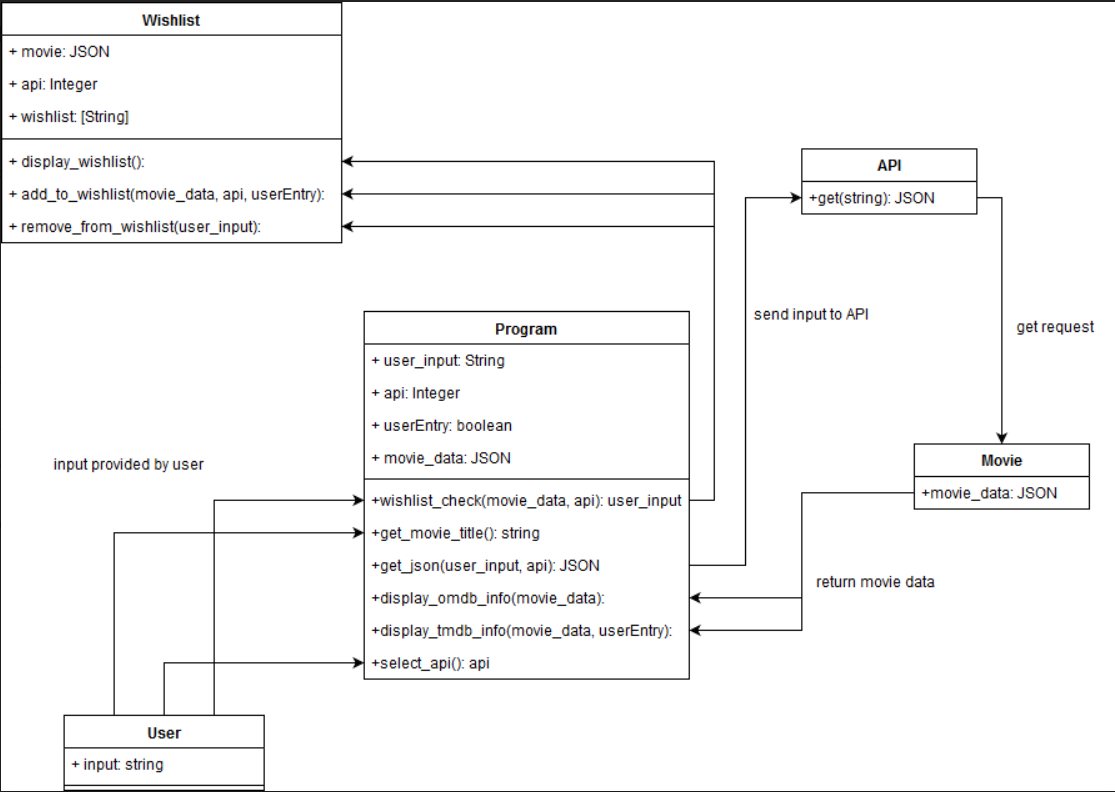 Wishlist
+ movie: JSON
+ api: Integer
+ wishlist: [String]
+ display_wishlist():
+ add_to_wishlist(movie_data, api, userEntry):
+ remove_from_wishlist(user_input):
API
+get(string): JSON
send input to API
get request
Program
+ user_input: String
+ api: Integer
+ userEntry: boolean
+ movie_data: JSON
+wishlist_check(movie_data, api): user_input
+get_movie_title(): string
+get_json(user_input, api): JSON
+display_omdb_info(movie_data):
+display_tmdb_info(movie_data, userEntry):
+select_api(): api
input provided by user
Movie
+movie_data: JSON
return movie data
User
+ input: string